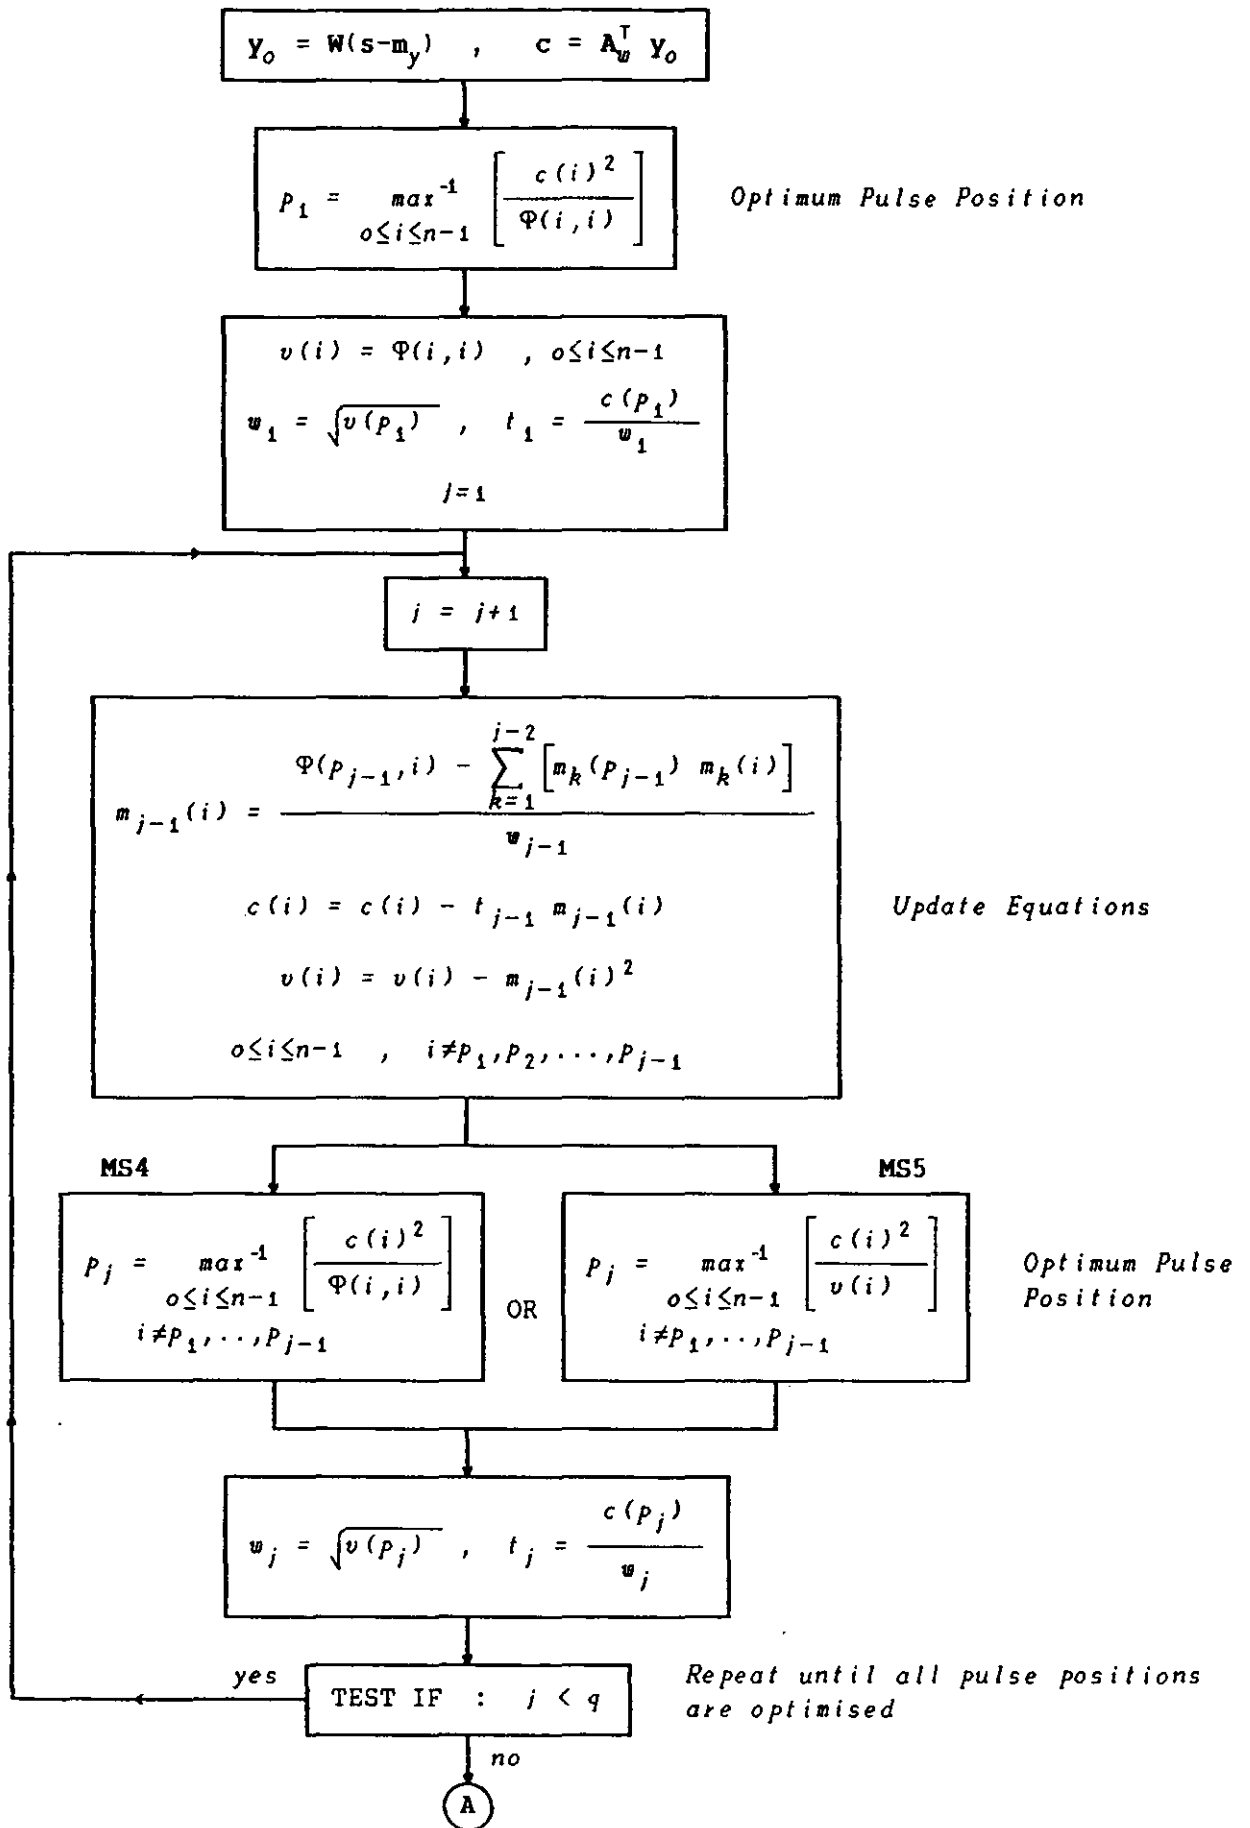 y_o = W(s-m_y) , c = A_w^T y_o
p_1 = max^-1 [ c(i)^2 / Φ(i,i) ]
o≤i≤n-1
Optimum Pulse Position
v(i) = Φ(i,i) , o≤i≤n-1
w_1 = √v(p_1) , t_1 = c(p_1) / w_1
j=1
j = j+1
m_{j-1}(i) = ( Φ(p_{j-1},i) - Σ_{k=1}^{j-2} [m_k(p_{j-1}) m_k(i)] ) / w_{j-1}
c(i) = c(i) - t_{j-1} m_{j-1}(i)
Update Equations
v(i) = v(i) - m_{j-1}(i)^2
o≤i≤n-1 , i≠p_1,p_2,...,p_{j-1}
MS4
p_j = max^-1 [ c(i)^2 / Φ(i,i) ]
o≤i≤n-1
i≠p_1,..,p_{j-1}
OR
MS5
p_j = max^-1 [ c(i)^2 / v(i) ]
o≤i≤n-1
i≠p_1,..,p_{j-1}
Optimum Pulse
Position
w_j = √v(p_j) , t_j = c(p_j) / w_j
yes
TEST IF : j < q
Repeat until all pulse positions
are optimised
no
A